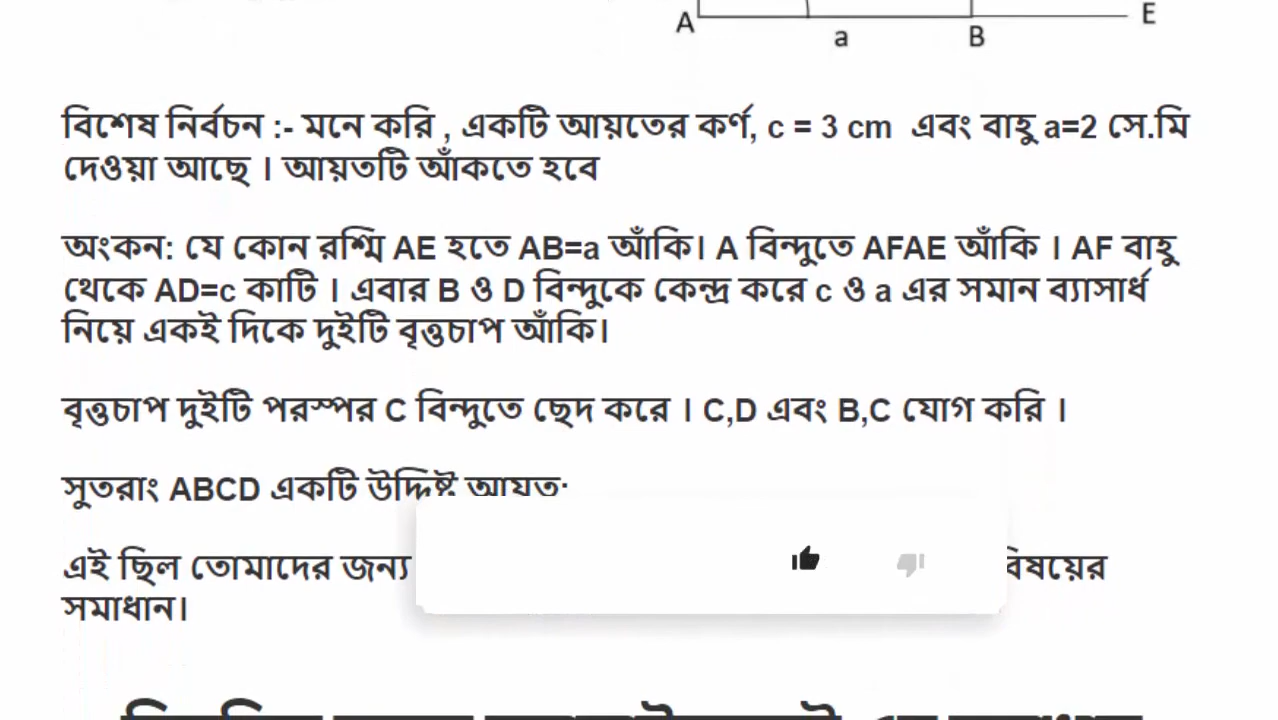 A
E
a
B
বিশেষ নির্বচন :- মনে করি , একটি আয়তের কর্ণ, c = 3 cm এবং বাহু a=2 সে.মি
দেওয়া আছে । আয়তটি আঁকতে হবে
অংকন: যে কোন রশ্মি AE হতে AB=a আঁকি। A বিন্দুতে AFAE আঁকি । AF বাহু
থেকে AD=c কাটি । এবার B ও D বিন্দুকে কেন্দ্র করে c ও a এর সমান ব্যাসার্ধ
নিয়ে একই দিকে দুইটি বৃত্তচাপ আঁকি।
বৃত্তচাপ দুইটি পরস্পর C বিন্দুতে ছেদ করে । C,D এবং B,C যোগ করি ।
সুতরাং ABCD একটি উদ্দিষ্ট আয়ত
এই ছিল তোমাদের জন্য বিষয়ের
সমাধান।